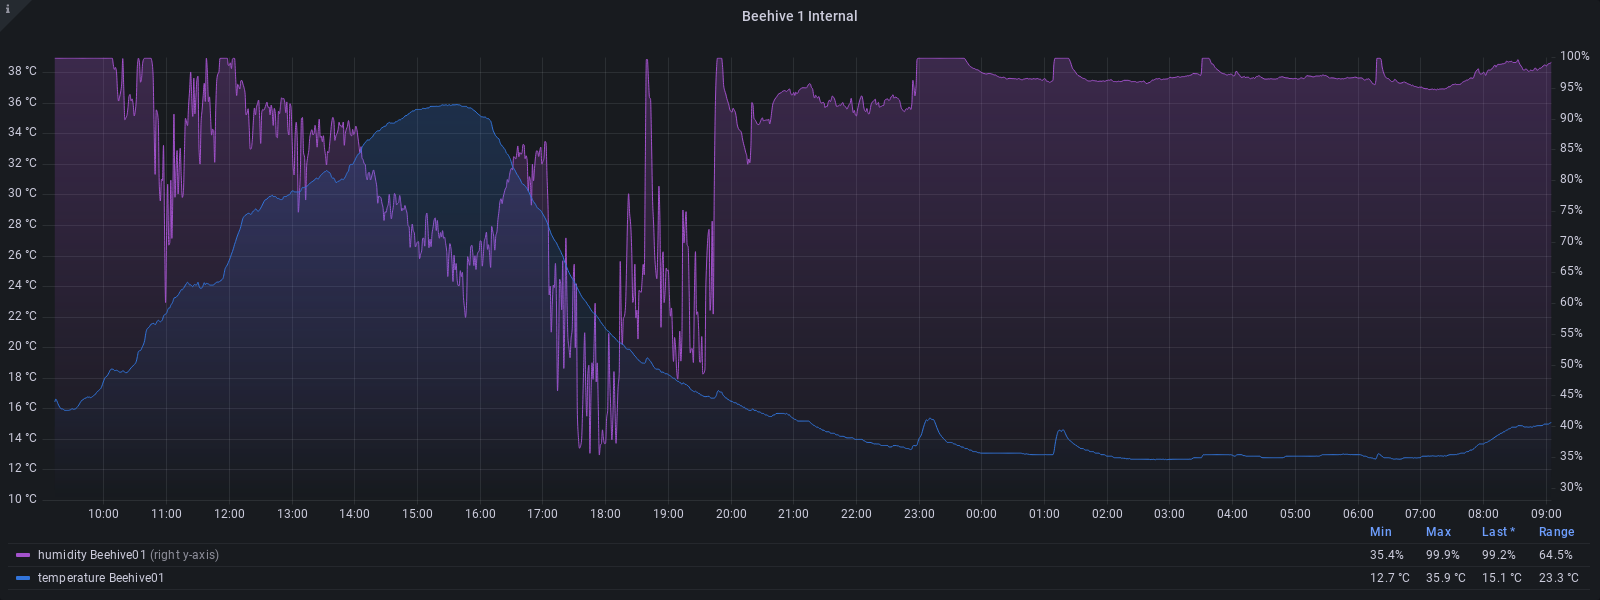 i
Beehive 1 Internal
38 °C
36 °C
34 °C
32 °C
30 °C
28 °C
26 °C
24 °C
22 °C
20 °C
18 °C
16 °C
14 °C
12 °C
10 °C
100%
95%
90%
85%
80%
75%
70%
65%
60%
55%
50%
45%
40%
35%
30%
10:00 11:00 12:00 13:00 14:00 15:00 16:00 17:00 18:00 19:00 20:00 21:00 22:00 23:00 00:00 01:00 02:00 03:00 04:00 05:00 06:00 07:00 08:00 09:00
Min Max Last * Range
humidity Beehive01 (right y-axis) 35.4% 99.9% 99.2% 64.5%
temperature Beehive01 12.7 °C 35.9 °C 15.1 °C 23.3 °C